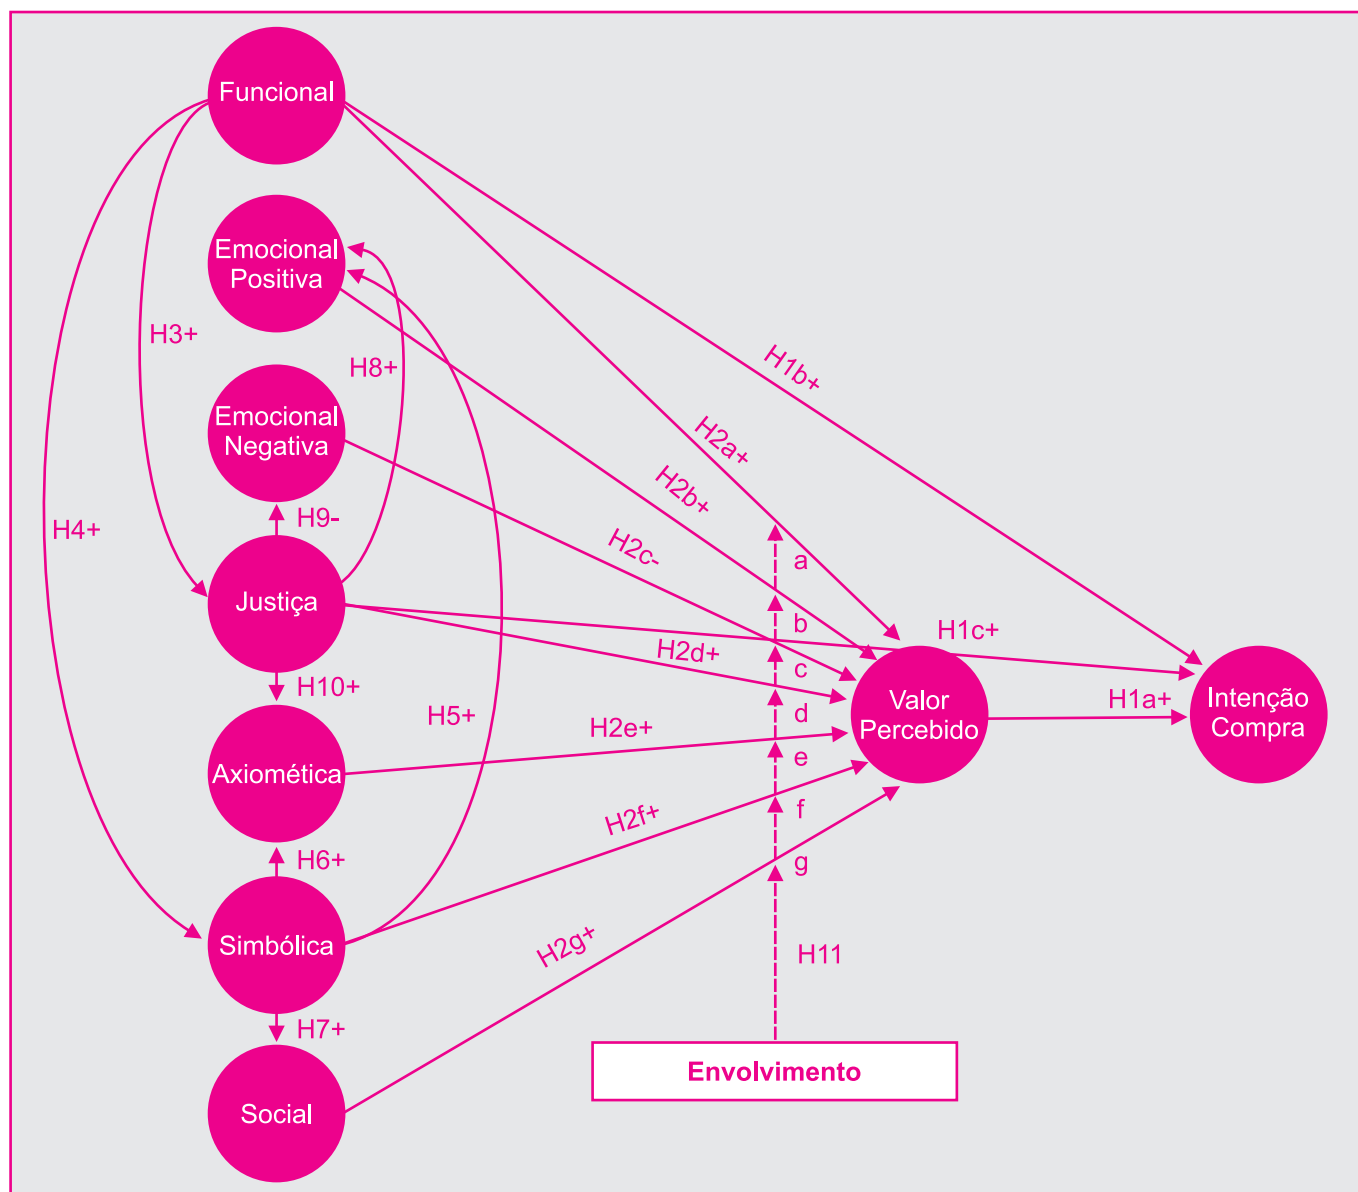 Funcional
Emocional
Positiva
H3+
H8+
H1b+
Emocional
Negativa
H2a+
H2b+
H4+
H9-
H2c-
a
Justiça
b
H1c+
H2d+
c
H10+
H5+
Valor
Percebido
H1a+
Intenção
Compra
d
H2e+
e
Axiomética
f
H2f+
H6+
g
Simbólica
H2g+
H11
H7+
Envolvimento
Social